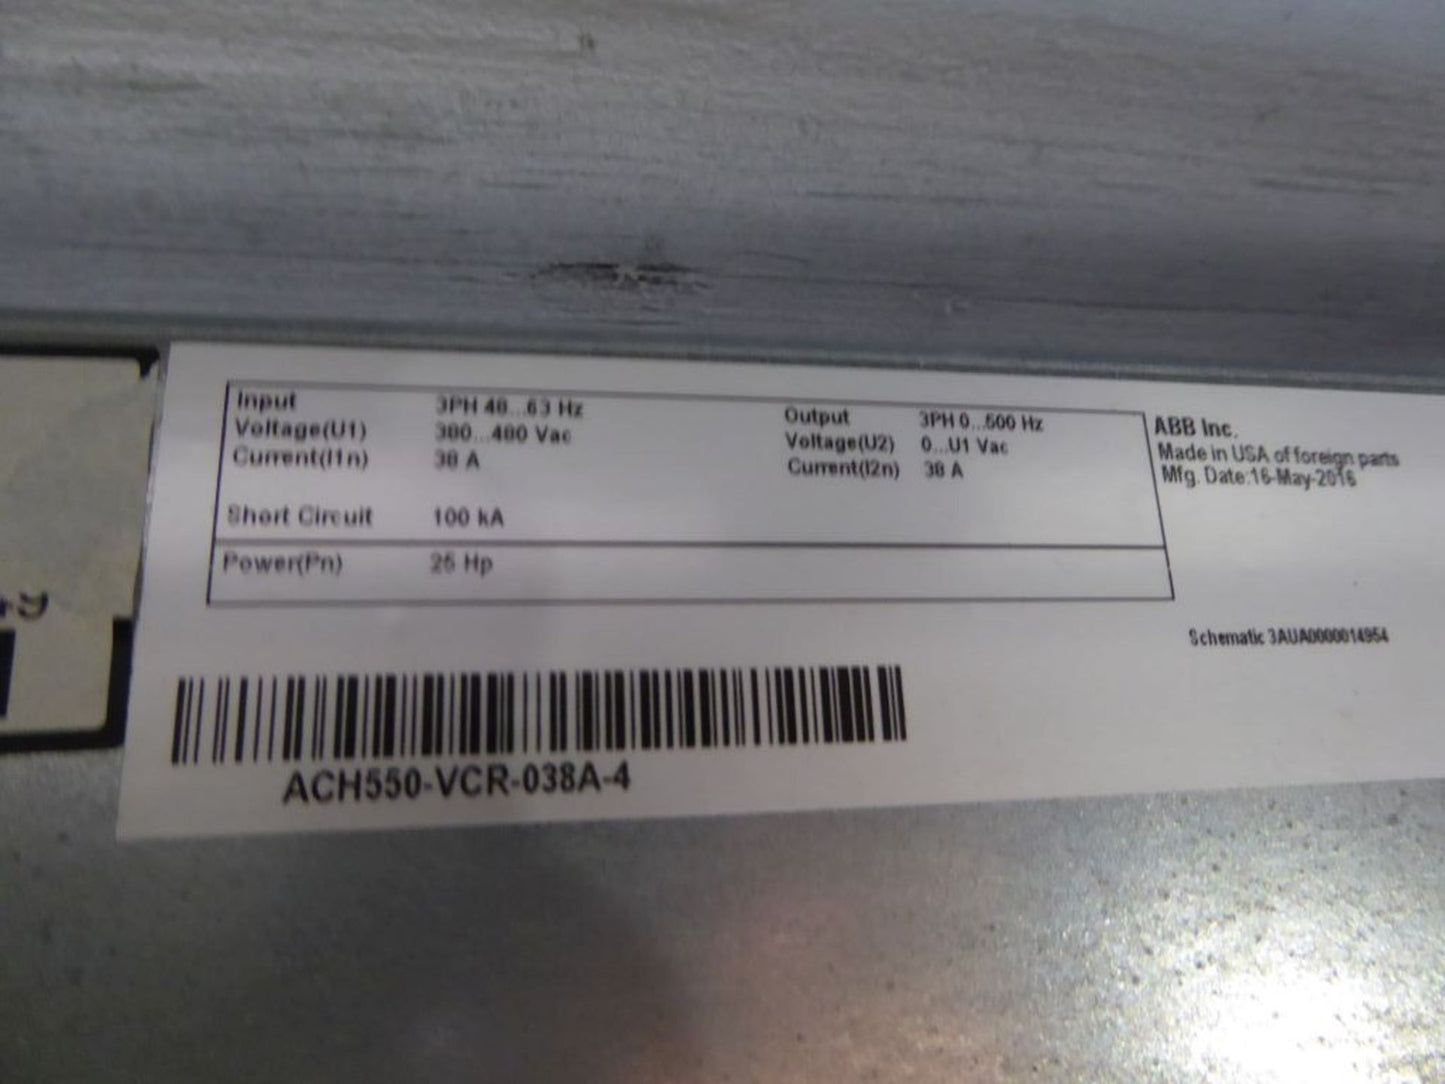 Input 3PH 48...63 Hz
Voltage(U1) 380...480 Vac
Current(I1n) 38 A
Short Circuit 100 kA
Power(Pn) 25 Hp
Output 3PH 0...500 Hz
Voltage(U2) 0...U1 Vac
Current(I2n) 38 A
ABB Inc.
Made in USA of foreign parts
Mfg. Date:16-May-2016
Schematic 3AUA0000014954
ACH550-VCR-038A-4